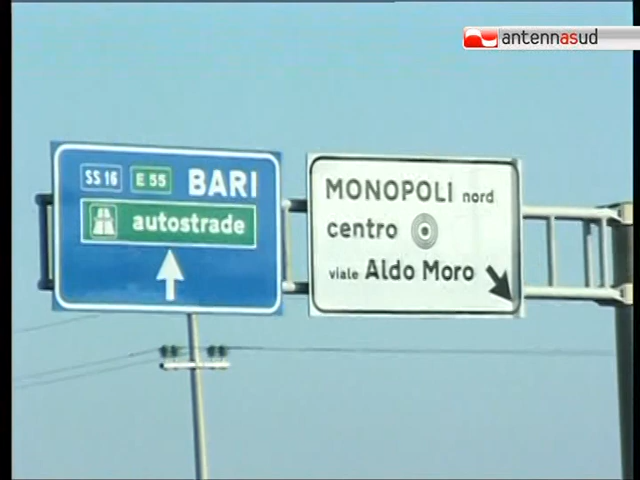 antennasud
SS 16 E 55 BARI
autostrade
MONOPOLI nord
centro
viale Aldo Moro